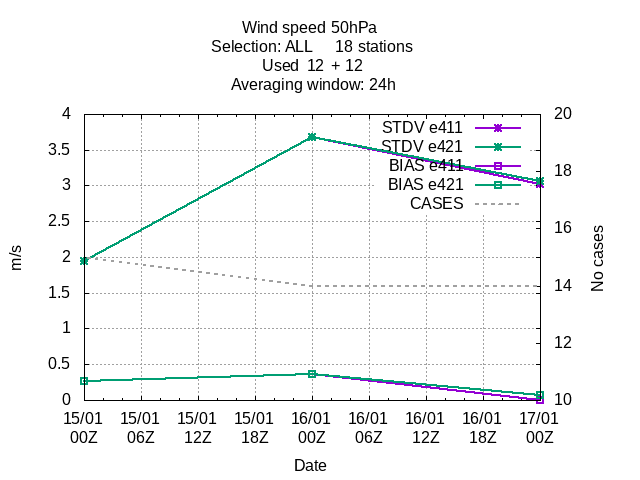 Wind speed 50hPa
Selection: ALL 18 stations
Used 12 + 12
Averaging window: 24h
4
3.5
3
2.5
2
1.5
1
0.5
0
m/s
20
18
16
14
12
10
No cases
STDV e411
STDV e421
BIAS e411
BIAS e421
CASES
15/01 15/01 15/01 15/01 16/01 16/01 16/01 16/01 17/01
00Z 06Z 12Z 18Z 00Z 06Z 12Z 18Z 00Z
Date